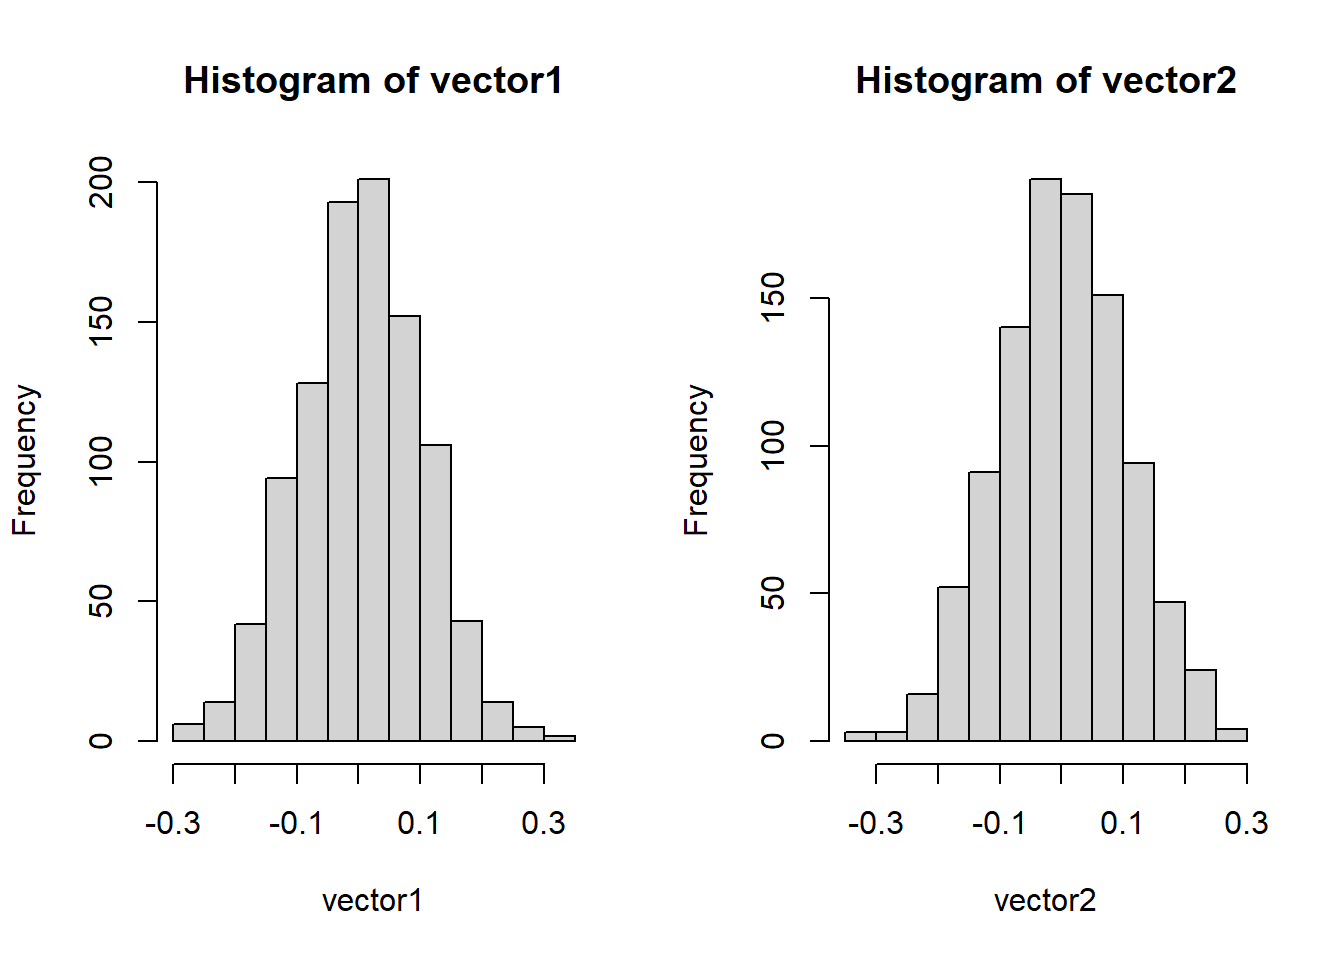 Histogram of vector1
Frequency
200
150
100
50
0
-0.3 -0.1 0.1 0.3
vector1
Histogram of vector2
Frequency
150
100
50
0
-0.3 -0.1 0.1 0.3
vector2